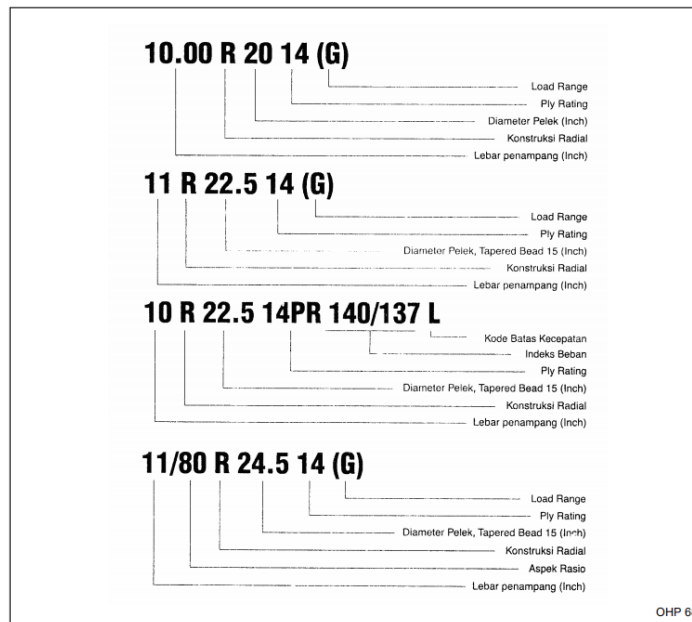 10.00 R 20 14 (G)
Load Range
Ply Rating
Diameter Pelek (Inch)
Konstruksi Radial
Lebar penampang (Inch)
11 R 22.5 14 (G)
Load Range
Ply Rating
Diameter Pelek, Tapered Bead 15 (Inch)
Konstruksi Radial
Lebar penampang (Inch)
10 R 22.5 14PR 140/137 L
Kode Batas Kecepatan
Indeks Beban
Ply Rating
Diameter Pelek, Tapered Bead 15 (Inch)
Konstruksi Radial
Lebar penampang (Inch)
11/80 R 24.5 14 (G)
Load Range
Ply Rating
Diameter Pelek, Tapered Bead 15 (Inch)
Konstruksi Radial
Aspek Rasio
Lebar penampang (Inch)
OHP